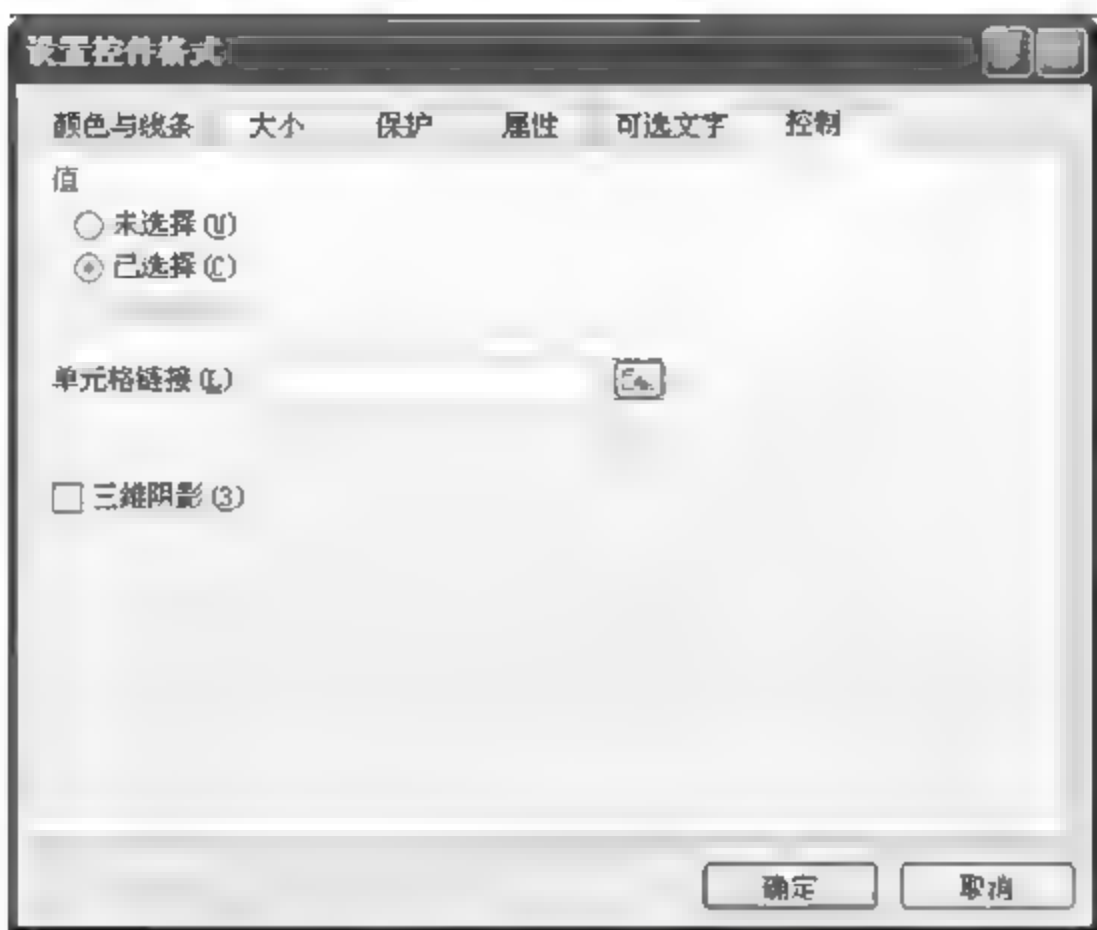 设置控件格式
颜色与线条 大小 保护 属性 可选文字 控制
值
未选择(U)
已选择(C)
单元格链接(L)
三维阴影(3)
确定 取消